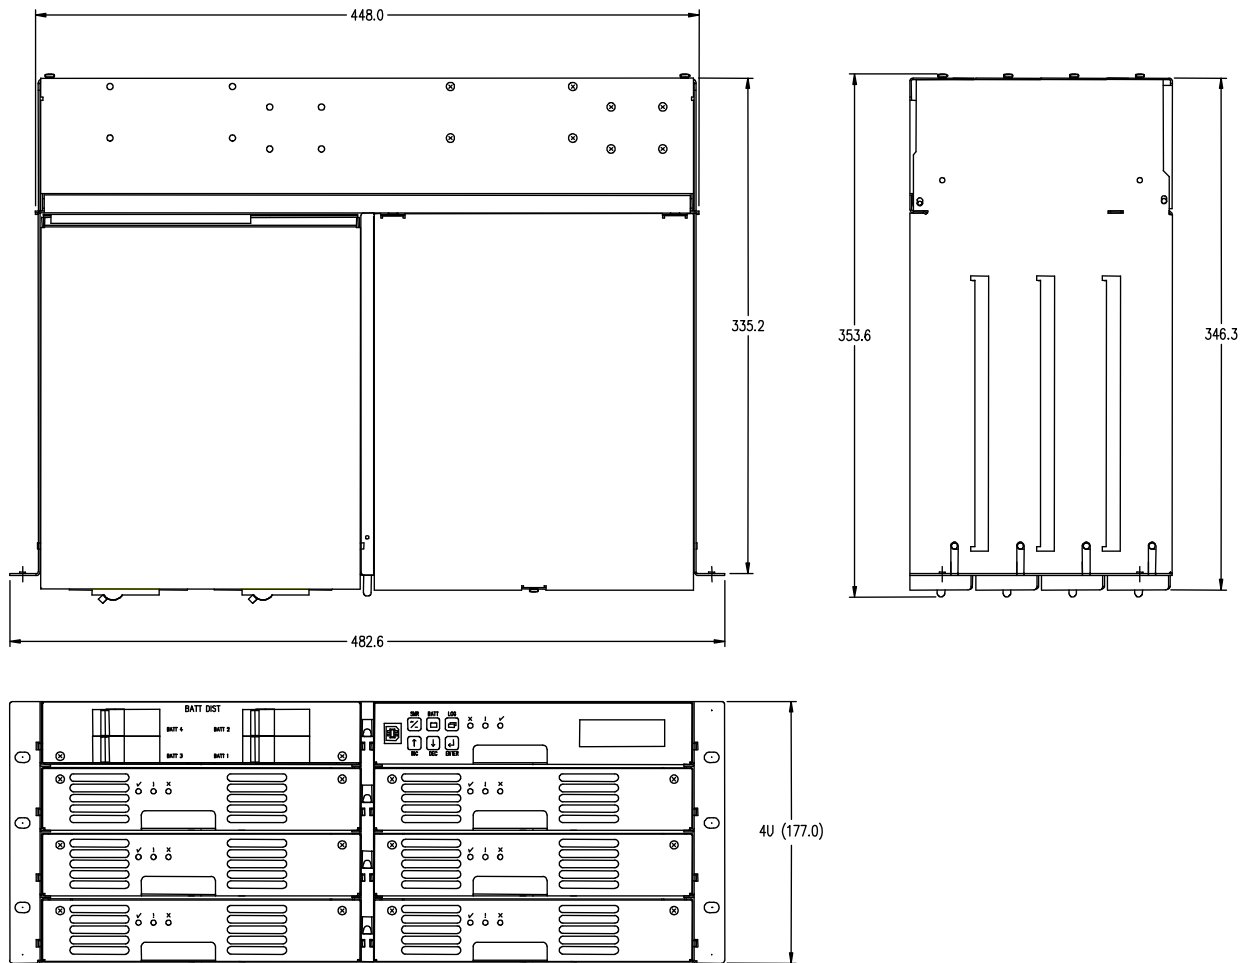 448.0
335.2
353.6
346.3
482.6
BATT DIST
BATT 4 BATT 2
BATT 3 BATT 1
SMR BATT LOG
INC DEC ENTER
4U (177.0)